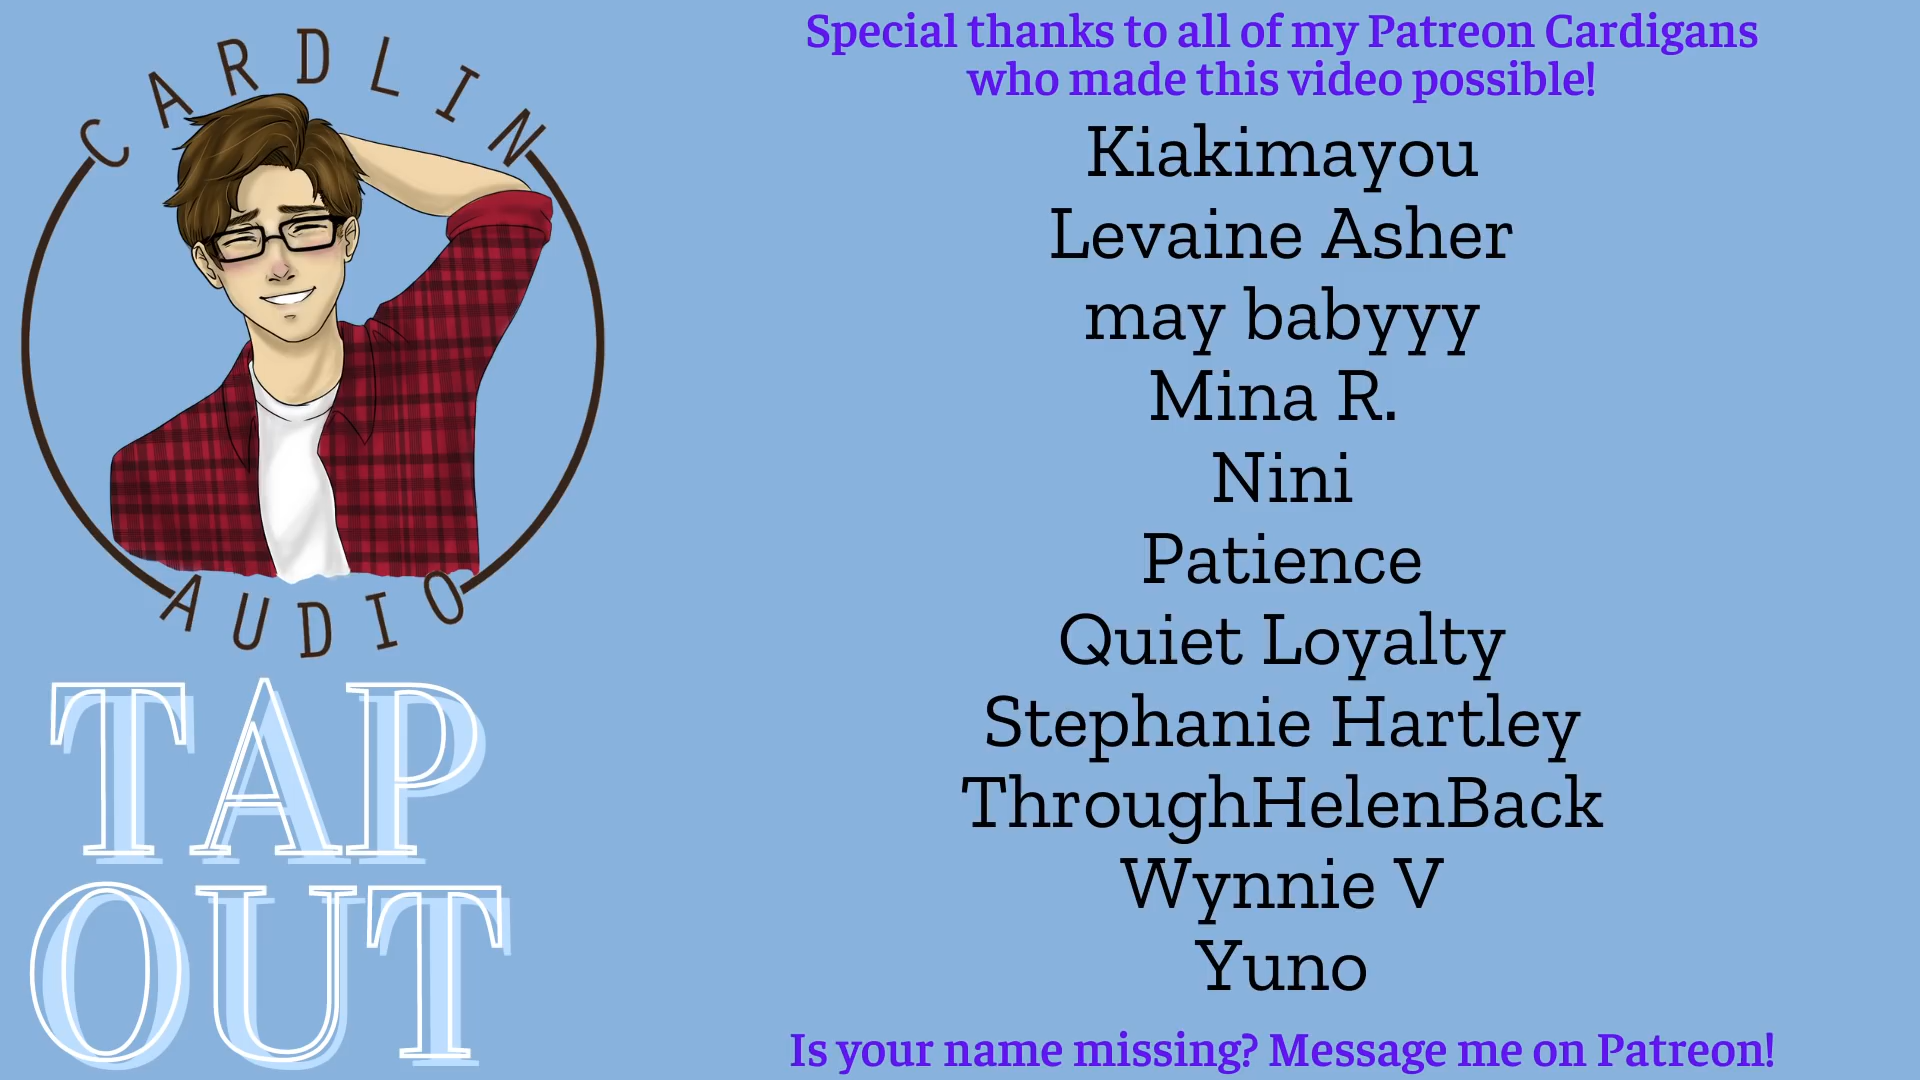 CARDLIN
AUDIO
TAP
OUT
Special thanks to all of my Patreon Cardigans
who made this video possible!
Kiakimayou
Levaine Asher
may babyyy
Mina R.
Nini
Patience
Quiet Loyalty
Stephanie Hartley
ThroughHelenBack
Wynnie V
Yuno
Is your name missing? Message me on Patreon!